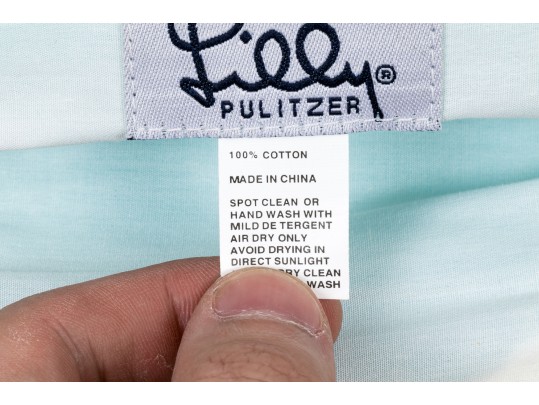 Lilly®
PULITZER
100% COTTON
MADE IN CHINA
SPOT CLEAN OR
HAND WASH WITH
MILD DE TERGENT
AIR DRY ONLY
AVOID DRYING IN
DIRECT SUNLIGHT
DRY CLEAN
WASH